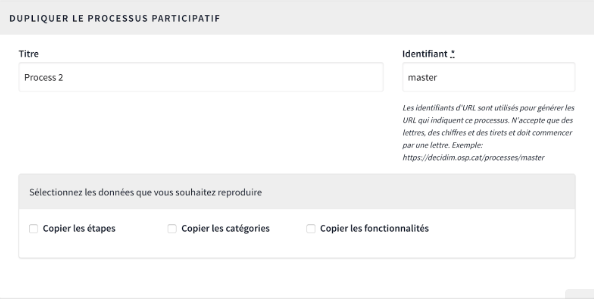 DUPLIQUER LE PROCESSUS PARTICIPATIF
Titre
Process 2
Identifiant *
master
Les identifiants d'URL sont utilisés pour générer les
URL qui indiquent ce processus. N'accepte que des
lettres, des chiffres et des tirets et doit commencer
par une lettre. Exemple:
https://decidim.osp.cat/processes/master
Sélectionnez les données que vous souhaitez reproduire
Copier les étapes
Copier les catégories
Copier les fonctionnalités